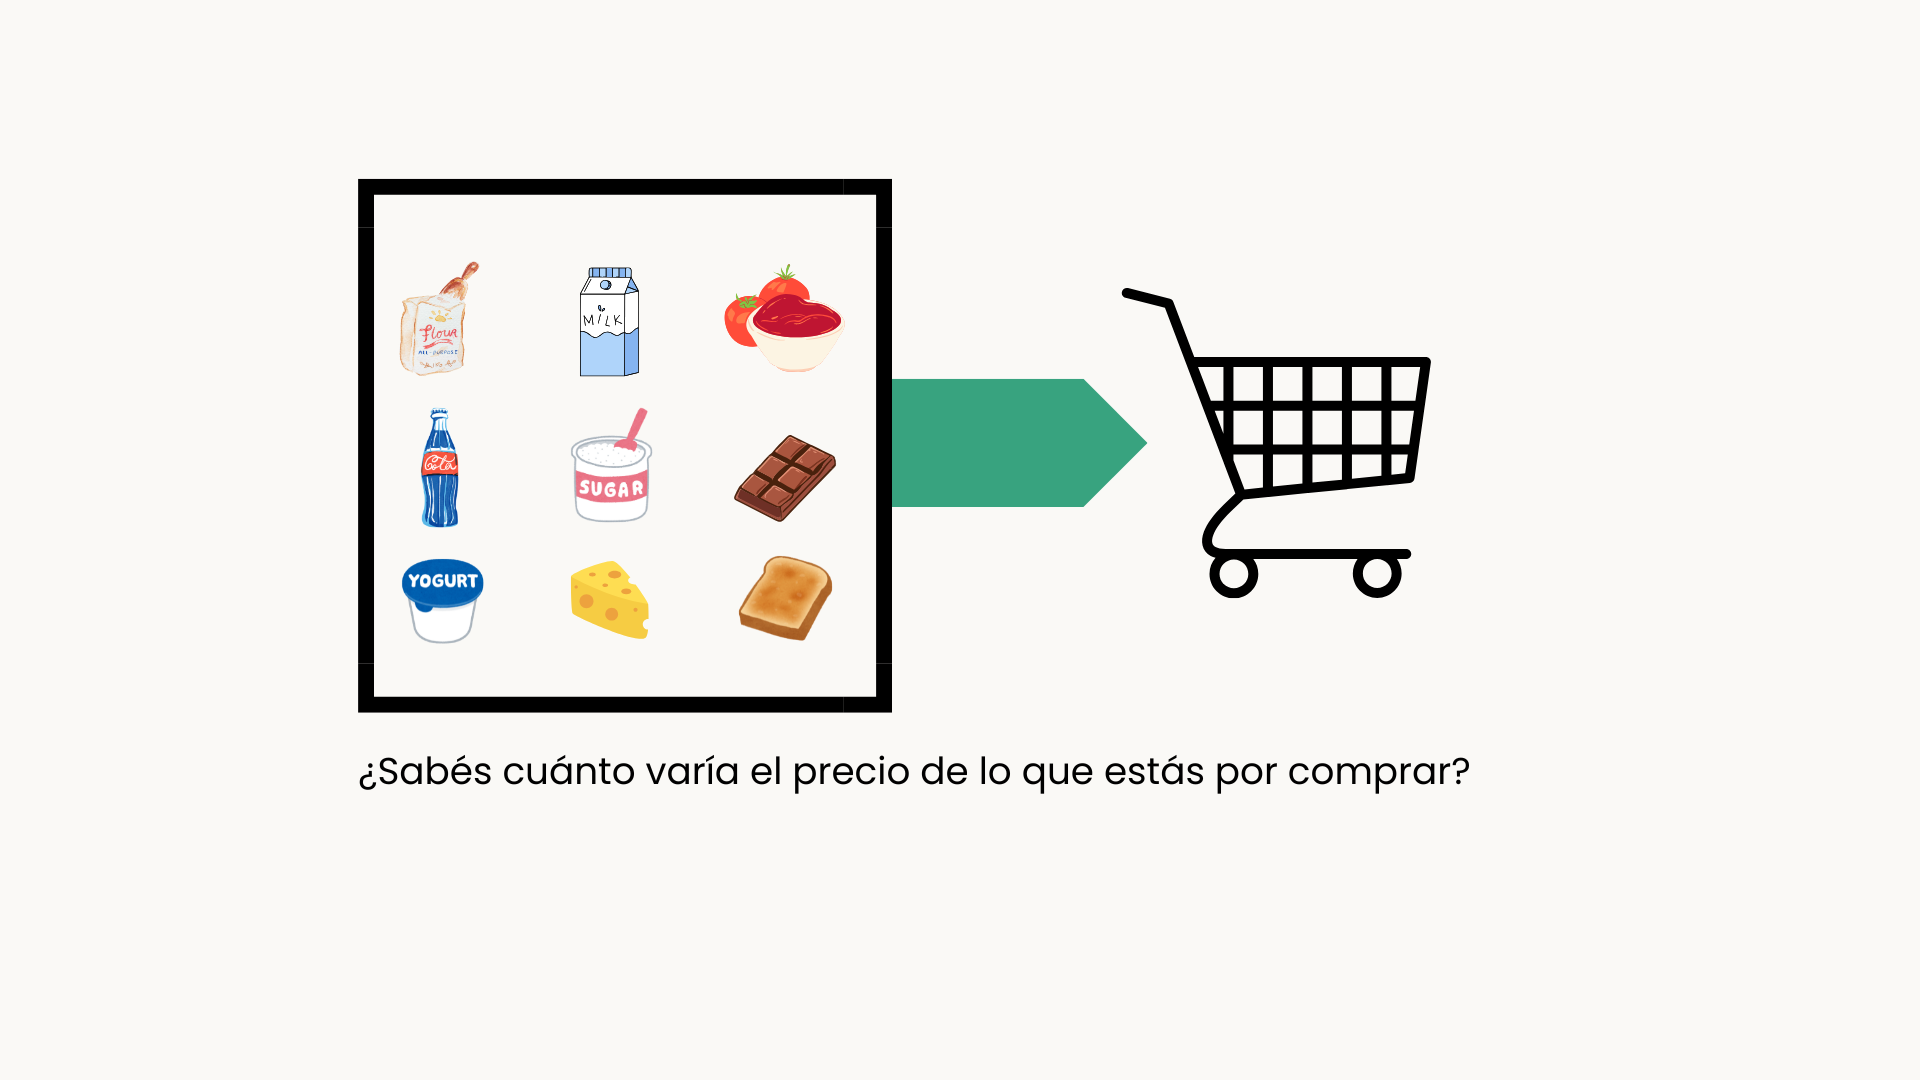 Flour
ALL-PURPOSE
MILK
Cola
SUGAR
YOGURT
¿Sabés cuánto varía el precio de lo que estás por comprar?